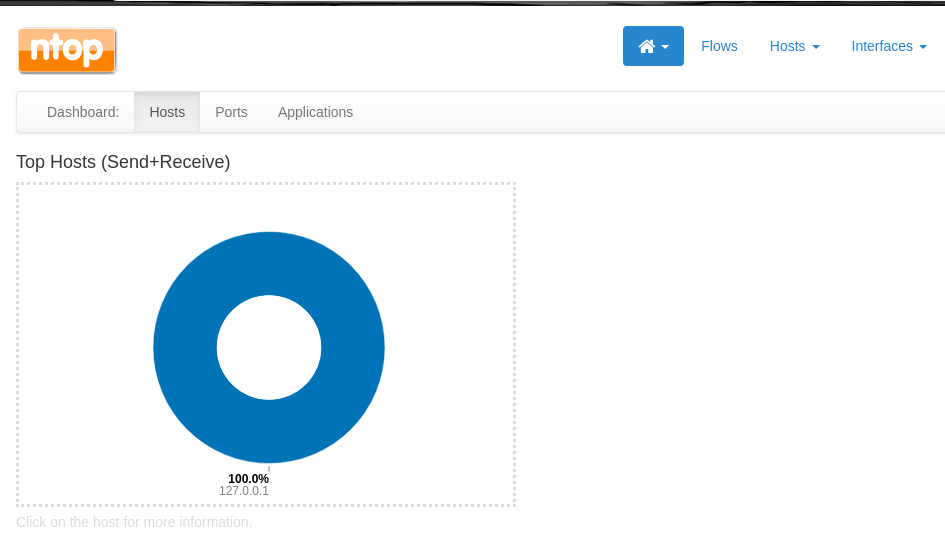 ntop
Flows Hosts Interfaces
Dashboard: Hosts Ports Applications
Top Hosts (Send+Receive)
100.0%
127.0.0.1
Click on the host for more information.